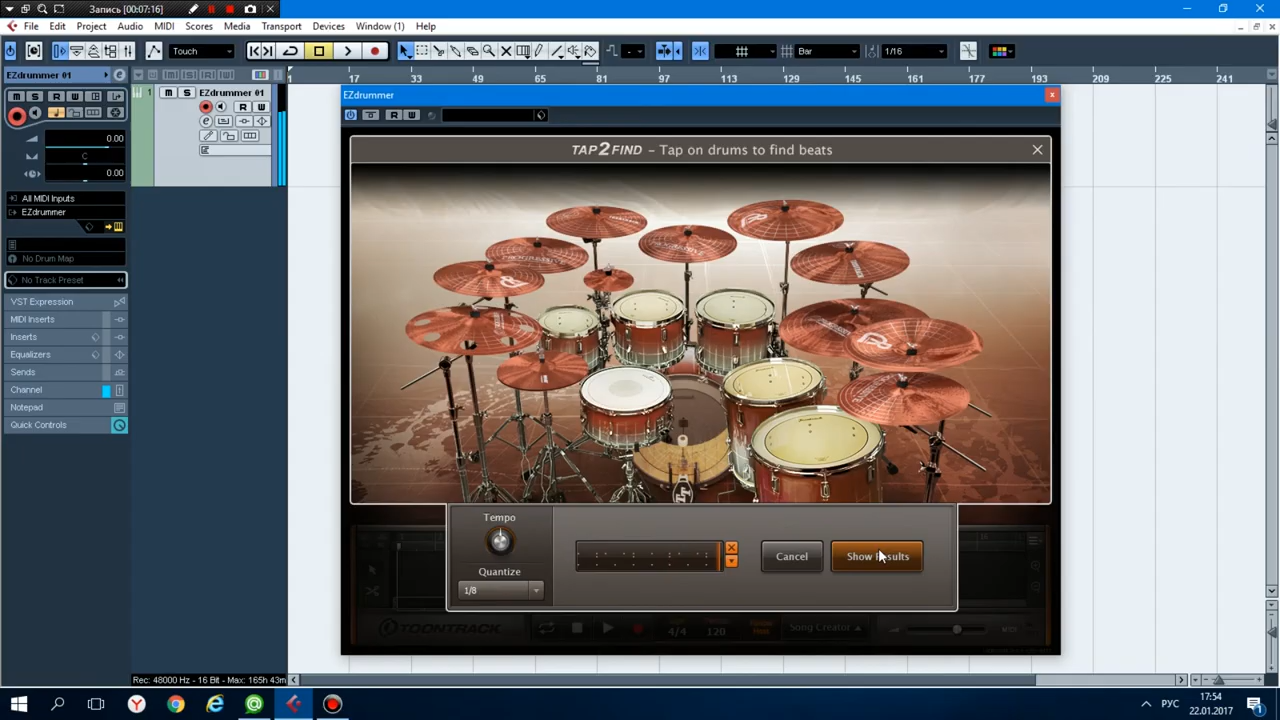 Запись [00:07:16]
File Edit Project Audio MIDI Scores Media Transport Devices Window (1) Help
Touch
Bar
1/16
EZdrummer 01
M S EZdrummer 01
1 17 33 49 65 81 97 113 129 145 161 177 193 209 225 241
M S R W
1
R W
EZdrummer
R W
0.00
C
0.00
TAP2FIND – Tap on drums to find beats
All MIDI Inputs
EZdrummer
No Drum Map
No Track Preset
VST Expression
MIDI Inserts
Inserts
Equalizers
Sends
Channel
Notepad
Quick Controls
Tempo
Quantize
1/8
Cancel
Show Results
TOONTRACK
4/4
120
Song Creator
Rec: 48000 Hz - 16 Bit - Max: 165h 43m
РУС
17:54
22.01.2017